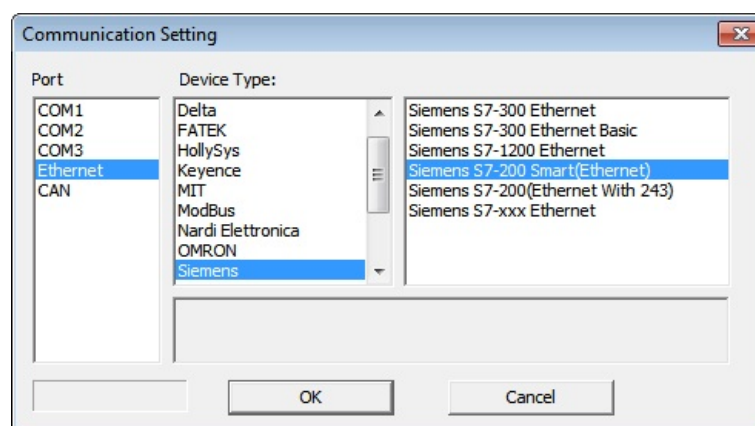 Communication Setting
Port
Device Type:
COM1
COM2
COM3
Ethernet
CAN
Delta
FATEK
HollySys
Keyence
MIT
ModBus
Nardi Elettronica
OMRON
Siemens
Siemens S7-300 Ethernet
Siemens S7-300 Ethernet Basic
Siemens S7-1200 Ethernet
Siemens S7-200 Smart(Ethernet)
Siemens S7-200(Ethernet With 243)
Siemens S7-xxx Ethernet
OK
Cancel